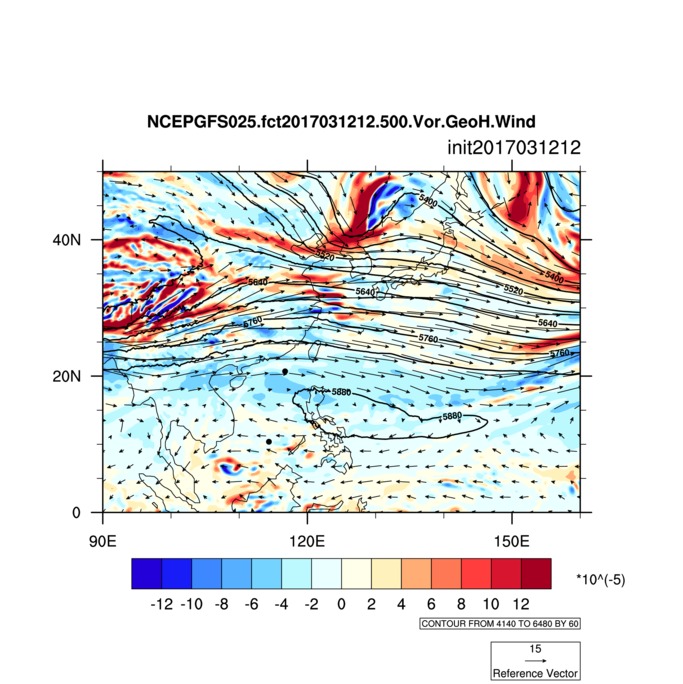 NCEPGFS025.fct2017031212.500.Vor.GeoH.Wind
init2017031212
40N
20N
0
90E 120E 150E
5400
5520
5640
5640
5760
5760
5400
5520
5640
5760
5880
5880
-12 -10 -8 -6 -4 -2 0 2 4 6 8 10 12
*10^(-5)
CONTOUR FROM 4140 TO 6480 BY 60
15
Reference Vector